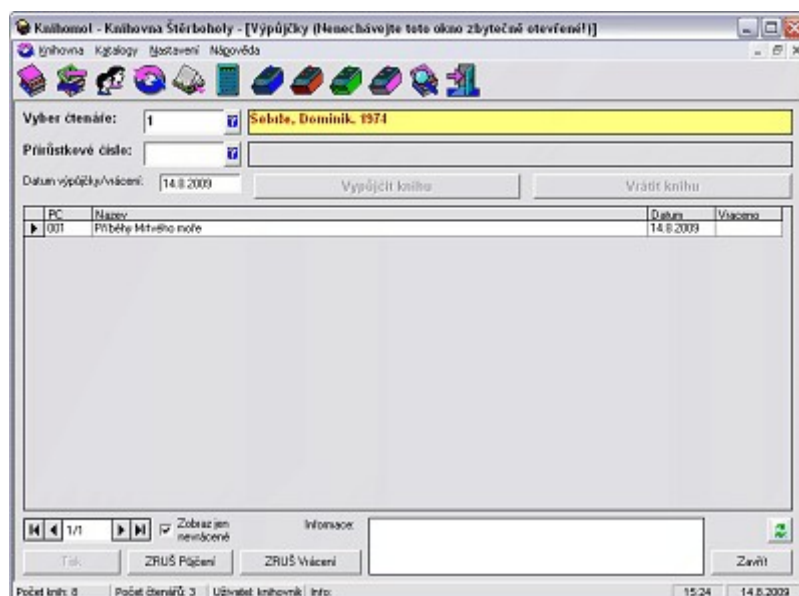 Knihomol - Knihovna Štěrboholy - [Výpůjčky (Nenechávejte toto okno zbytečně otevřené!)]
Knihovna Katalogy Nastavení Nápověda
Vyber čtenáře: 1 Dominik, 1974
Přírůstkové číslo:
Datum výpůjčky/vrácení: 14.8.2009 Vypůjčit knihu Vrátit knihu
PC Nazev Datum Vraceno
001 Příběhy Mrtvého moře 14.8.2009
1/1 Zobraz jen nevrácené Informace:
Tisk ZRUŠ Půjčení ZRUŠ Vrácení Zavřít
Počet knih: 8 Počet čtenářů: 3 Uživatel: knihovník Info: 15:24 14.8.2009